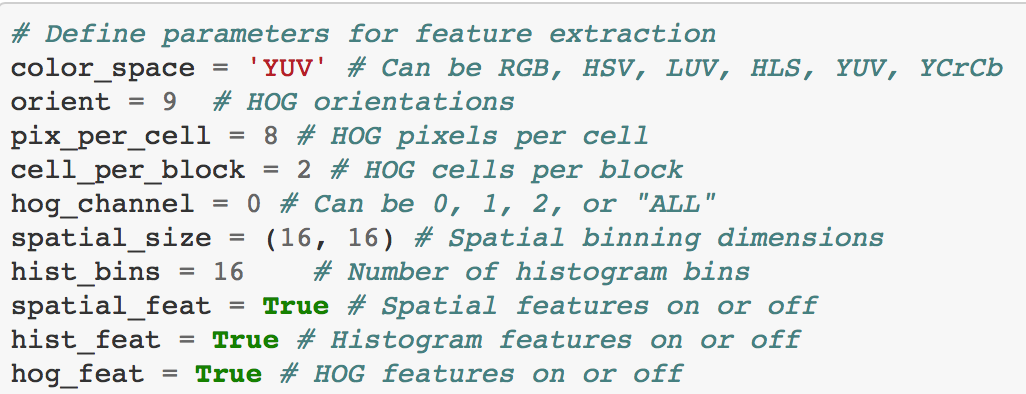 # Define parameters for feature extraction
color_space = 'YUV' # Can be RGB, HSV, LUV, HLS, YUV, YCrCb
orient = 9  # HOG orientations
pix_per_cell = 8 # HOG pixels per cell
cell_per_block = 2 # HOG cells per block
hog_channel = 0 # Can be 0, 1, 2, or "ALL"
spatial_size = (16, 16) # Spatial binning dimensions
hist_bins = 16    # Number of histogram bins
spatial_feat = True # Spatial features on or off
hist_feat = True # Histogram features on or off
hog_feat = True # HOG features on or off